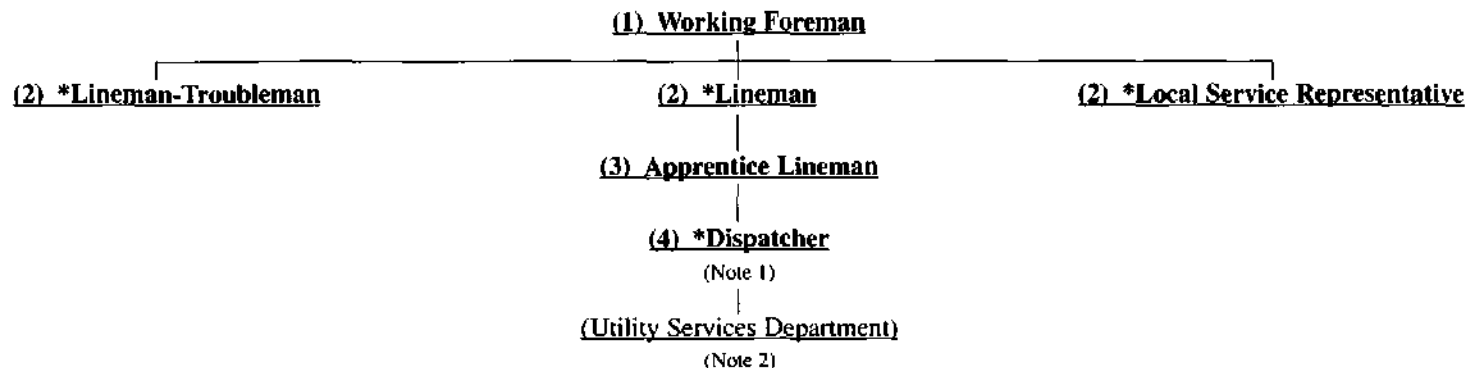 (1) Working Foreman
(2) *Lineman-Troubleman (2) *Lineman (2) *Local Service Representative
(3) Apprentice Lineman
(4) *Dispatcher
(Note 1)
(Utility Services Department)
(Note 2)